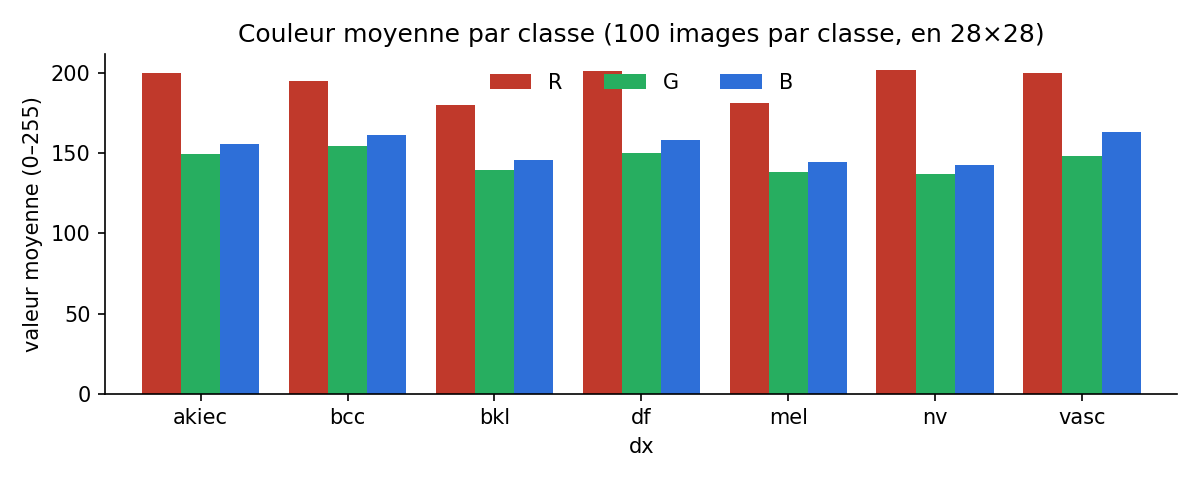 Couleur moyenne par classe (100 images par classe, en 28×28)
valeur moyenne (0–255)
200
150
100
50
0
R G B
akiec bcc bkl df mel nv vasc
dx